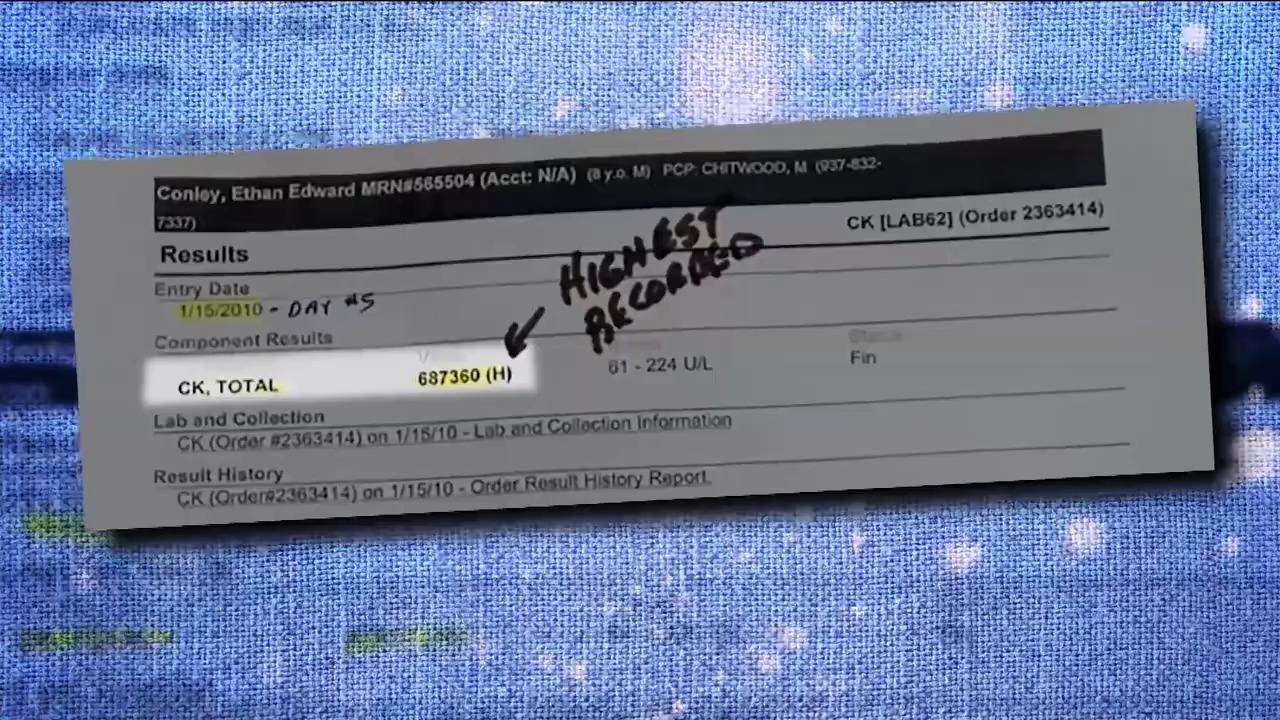 Conley, Ethan Edward MRN#565504 (Acct: N/A) (8 y.o. M) PCP: CHITWOOD, M (937-832-
7337)
Results CK [LAB62] (Order 2363414)
HIGHEST
RECORDED
Entry Date
1/15/2010 - DAY #5
Component Results
Status
CK, TOTAL 687360 (H) 61 - 224 U/L Fin
Lab and Collection
CK (Order #2363414) on 1/15/10 - Lab and Collection Information
Result History
CK (Order#2363414) on 1/15/10 - Order Result History Report.